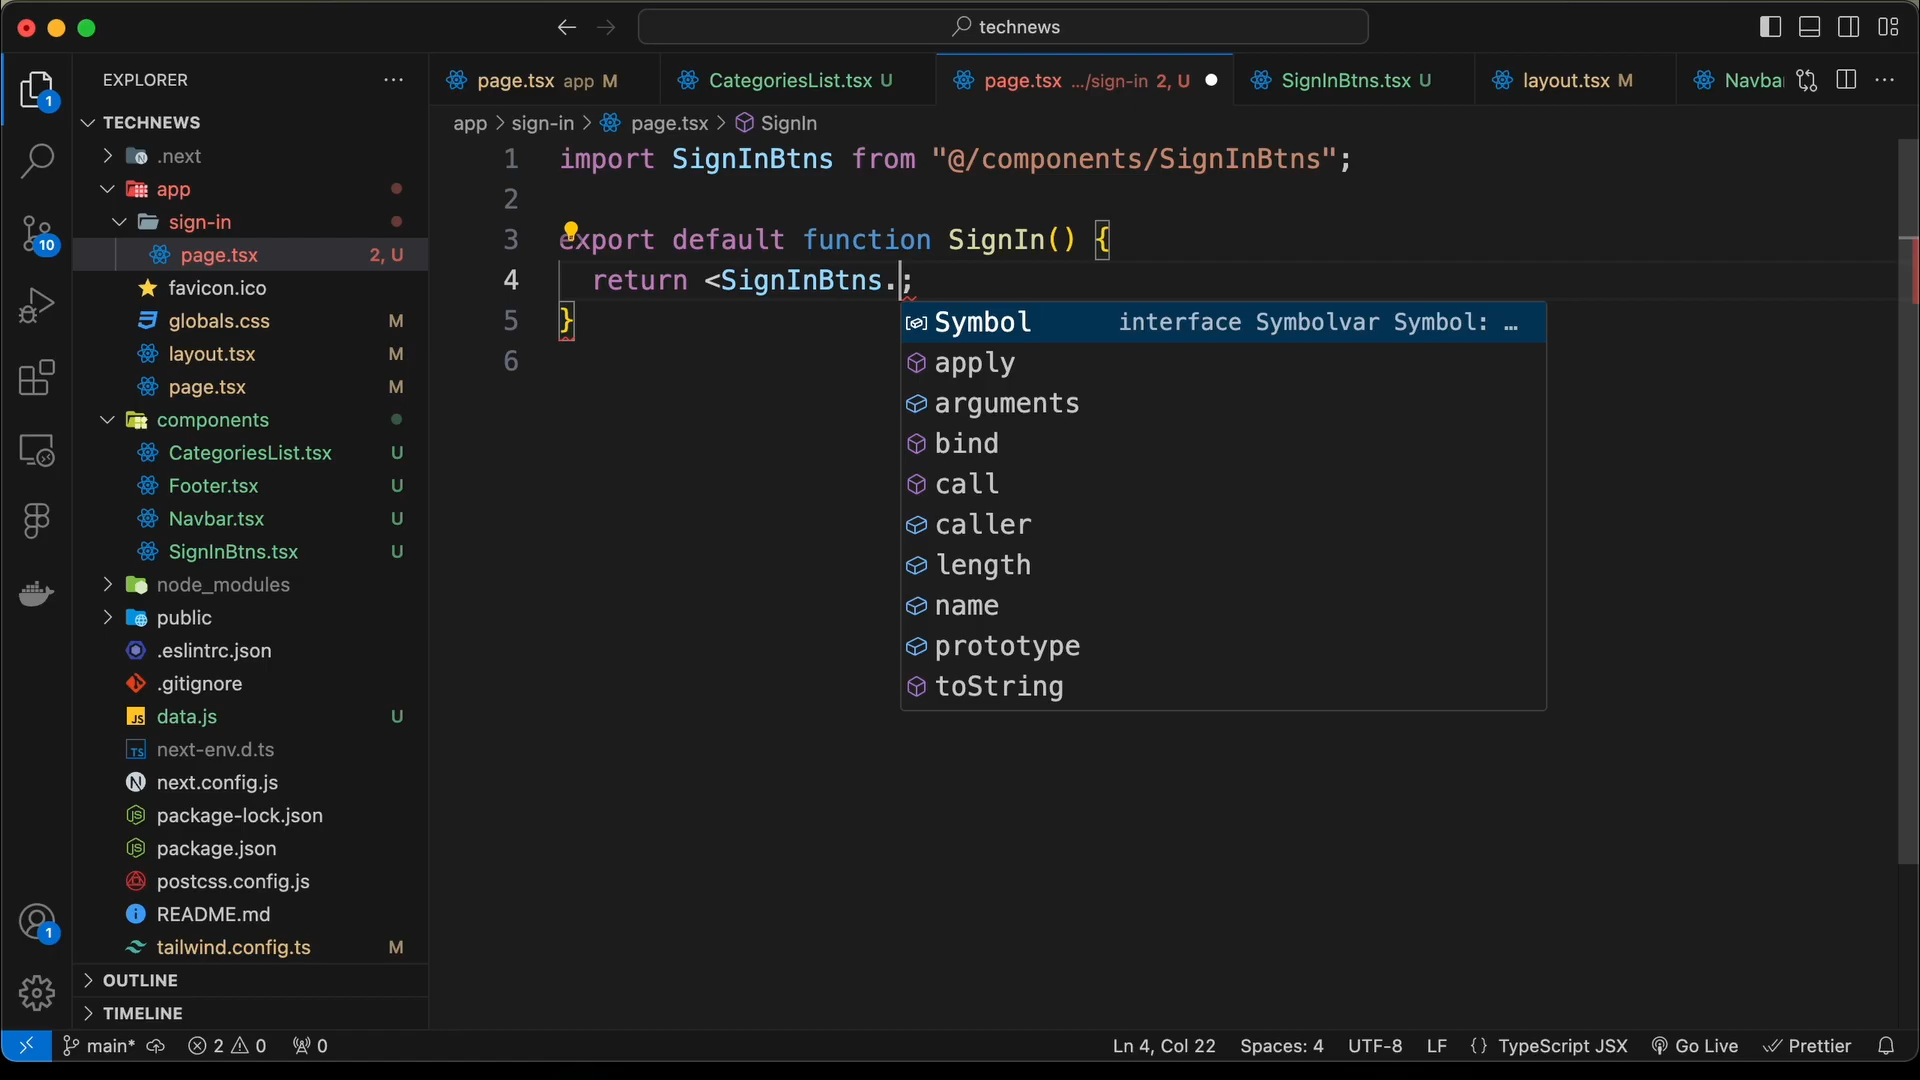 technews
EXPLORER
TECHNEWS
.next
app
sign-in
page.tsx 2, U
favicon.ico
globals.css M
layout.tsx M
page.tsx M
components
CategoriesList.tsx U
Footer.tsx U
Navbar.tsx U
SignInBtns.tsx U
node_modules
public
.eslintrc.json
.gitignore
data.js U
next-env.d.ts
next.config.js
package-lock.json
package.json
postcss.config.js
README.md
tailwind.config.ts M
OUTLINE
TIMELINE
1
10
1
page.tsx app M
CategoriesList.tsx U
page.tsx .../sign-in 2, U
SignInBtns.tsx U
layout.tsx M
Navbar
app > sign-in > page.tsx > SignIn
1 import SignInBtns from "@/components/SignInBtns";
2
3 export default function SignIn() {
4 return <SignInBtns.;
5 }
6
Symbol interface Symbolvar Symbol: …
apply
arguments
bind
call
caller
length
name
prototype
toString
main* 2 0 0
Ln 4, Col 22 Spaces: 4 UTF-8 LF {} TypeScript JSX Go Live Prettier